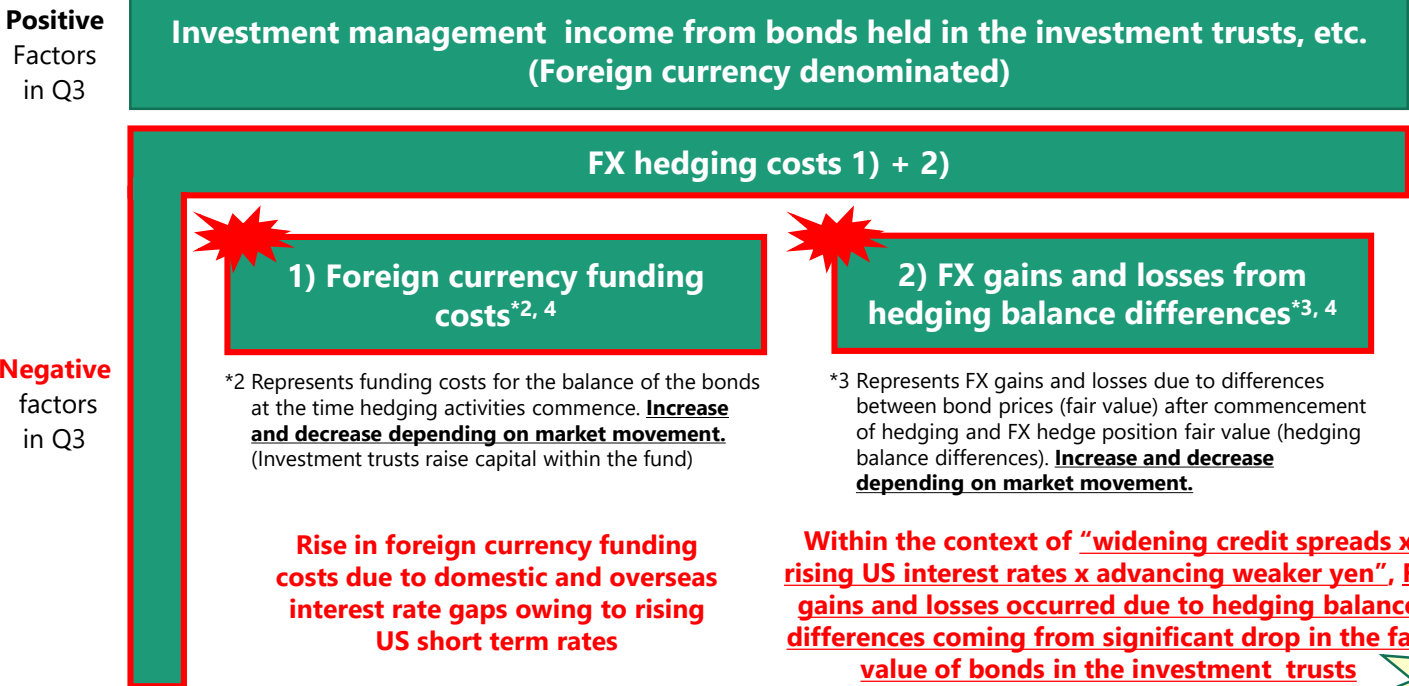 Positive
Factors
in Q3
Investment management income from bonds held in the investment trusts, etc.
(Foreign currency denominated)
FX hedging costs 1) + 2)
1) Foreign currency funding
costs*2, 4
2) FX gains and losses from
hedging balance differences*3, 4
Negative
factors
in Q3
*2 Represents funding costs for the balance of the bonds
at the time hedging activities commence. Increase
and decrease depending on market movement.
(Investment trusts raise capital within the fund)
*3 Represents FX gains and losses due to differences
between bond prices (fair value) after commencement
of hedging and FX hedge position fair value (hedging
balance differences). Increase and decrease
depending on market movement.
Rise in foreign currency funding
costs due to domestic and overseas
interest rate gaps owing to rising
US short term rates
Within the context of “widening credit spreads x
rising US interest rates x advancing weaker yen”,
gains and losses occurred due to hedging balance
differences coming from significant drop in the
value of bonds in the investment trusts